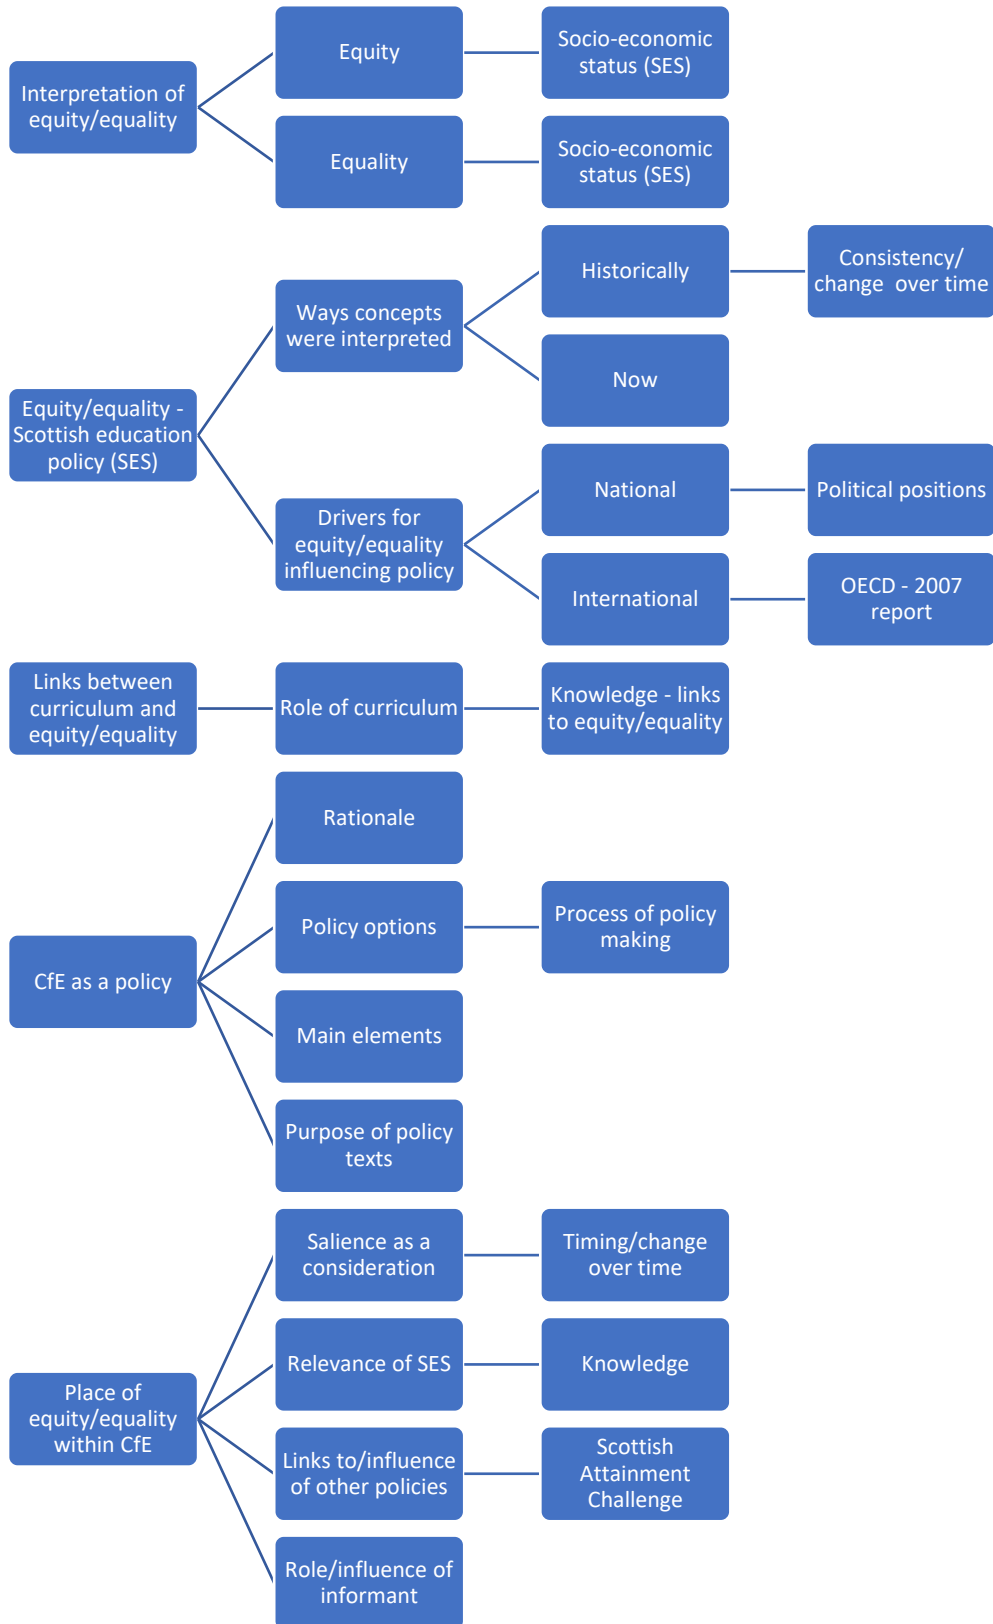 Interpretation of
equity/equality
Equity
Socio-economic
status (SES)
Equality
Socio-economic
status (SES)
Equity/equality -
Scottish education
policy (SES)
Ways concepts
were interpreted
Historically
Consistency/
change over time
Now
Drivers for
equity/equality
influencing policy
National
Political positions
International
OECD - 2007
report
Links between
curriculum and
equity/equality
Role of curriculum
Knowledge - links
to equity/equality
CfE as a policy
Rationale
Policy options
Process of policy
making
Main elements
Purpose of policy
texts
Place of
equity/equality
within CfE
Salience as a
consideration
Timing/change
over time
Relevance of SES
Knowledge
Links to/influence
of other policies
Scottish
Attainment
Challenge
Role/influence of
informant